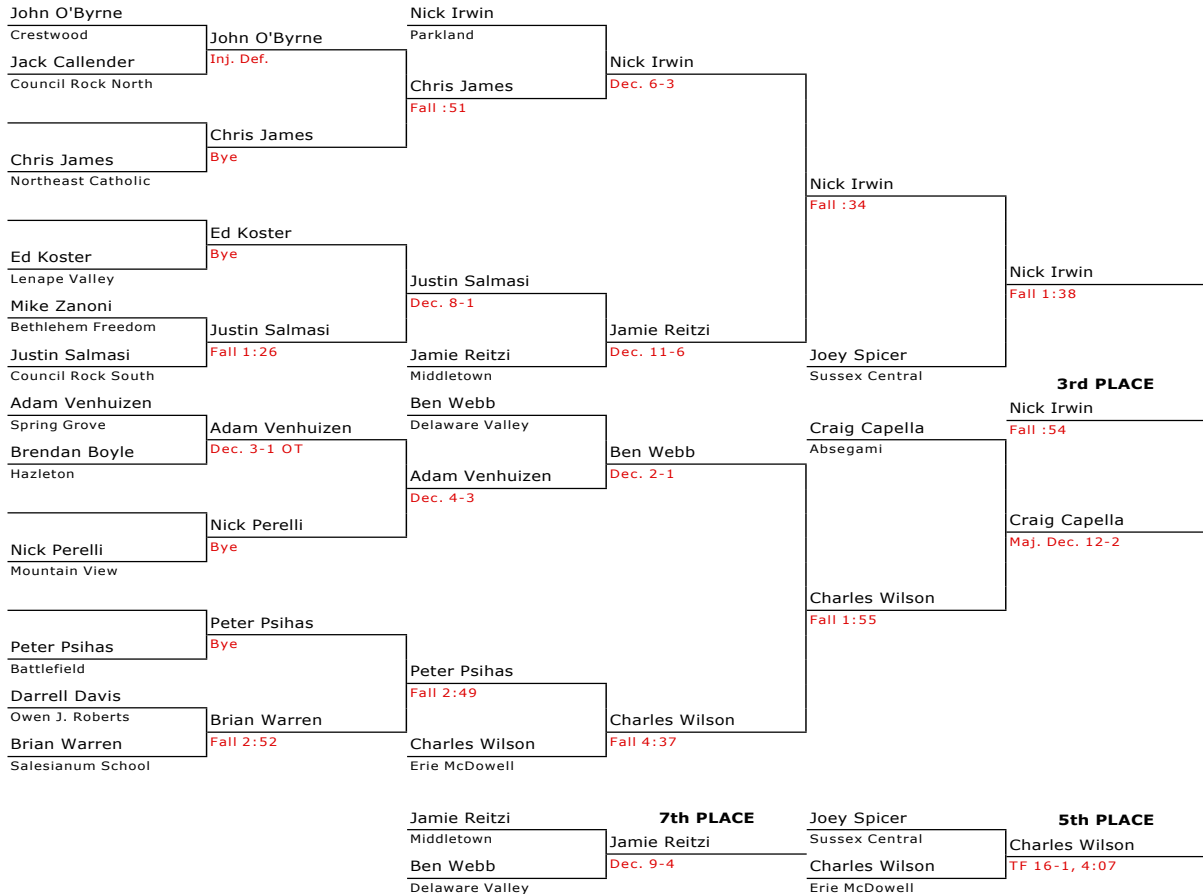 John O'Byrne
Crestwood
Jack Callender
Council Rock North
Chris James
Northeast Catholic
Ed Koster
Lenape Valley
Mike Zanoni
Bethlehem Freedom
Justin Salmasi
Council Rock South
Adam Venhuizen
Spring Grove
Brendan Boyle
Hazleton
Nick Perelli
Mountain View
Peter Psihas
Battlefield
Darrell Davis
Owen J. Roberts
Brian Warren
Salesianum School
John O'Byrne
Inj. Def.
Chris James
Bye
Ed Koster
Bye
Justin Salmasi
Fall 1:26
Adam Venhuizen
Dec. 3-1 OT
Nick Perelli
Bye
Peter Psihas
Bye
Brian Warren
Fall 2:52
Nick Irwin
Parkland
Chris James
Fall :51
Justin Salmasi
Dec. 8-1
Jamie Reitzi
Middletown
Ben Webb
Delaware Valley
Adam Venhuizen
Dec. 4-3
Peter Psihas
Fall 2:49
Charles Wilson
Erie McDowell
Nick Irwin
Dec. 6-3
Jamie Reitzi
Dec. 11-6
Ben Webb
Dec. 2-1
Charles Wilson
Fall 4:37
Nick Irwin
Fall :34
Joey Spicer
Sussex Central
Craig Capella
Absegami
Charles Wilson
Fall 1:55
Nick Irwin
Fall 1:38
3rd PLACE
Nick Irwin
Fall :54
Craig Capella
Maj. Dec. 12-2
Jamie Reitzi
Middletown
Ben Webb
Delaware Valley
7th PLACE
Jamie Reitzi
Dec. 9-4
Joey Spicer
Sussex Central
Charles Wilson
Erie McDowell
5th PLACE
Charles Wilson
TF 16-1, 4:07